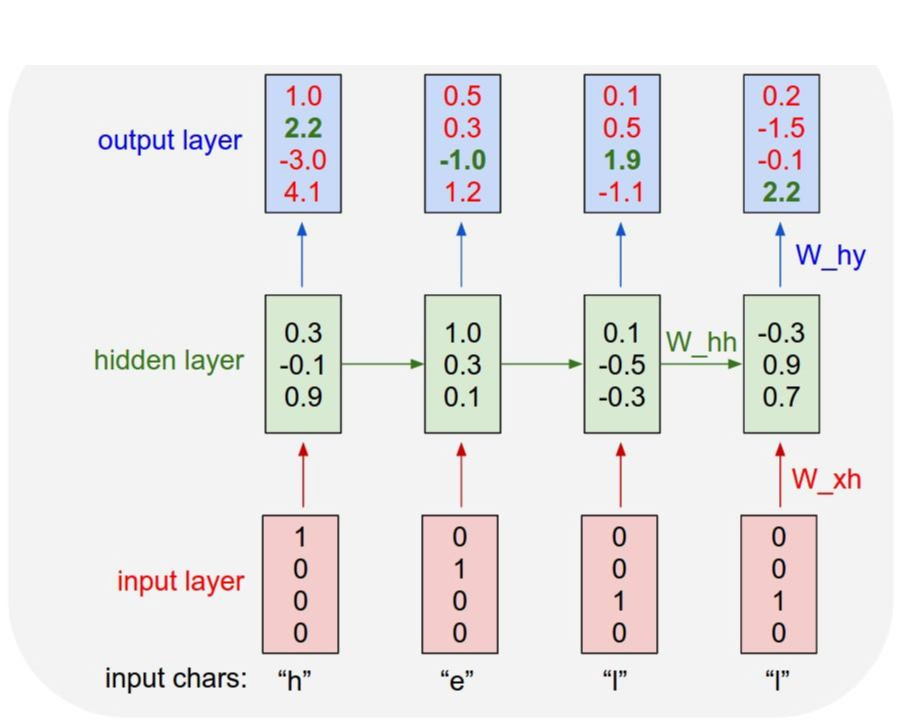 1.0 0.5 0.1 0.2
2.2 0.3 0.5 -1.5
output layer
-3.0 -1.0 1.9 -0.1
4.1 1.2 -1.1 2.2
W_hy
0.3 1.0 0.1 -0.3
W_hh
hidden layer -0.1 0.3 -0.5 0.9
0.9 0.1 -0.3 0.7
W_xh
1 0 0 0
0 1 0 0
input layer
0 0 1 1
0 0 0 0
input chars: “h” “e” “l” “l”